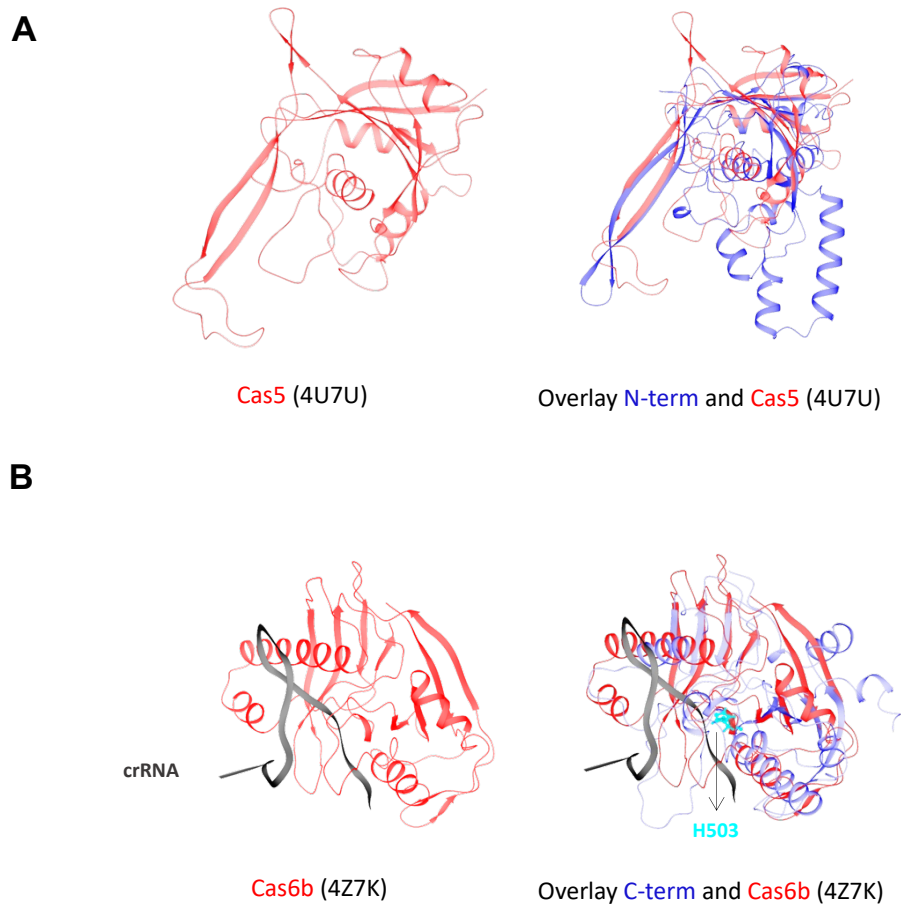 A
Cas5 (4U7U)
Overlay N-term and Cas5 (4U7U)
B
crRNA
H503
Cas6b (4Z7K)
Overlay C-term and Cas6b (4Z7K)